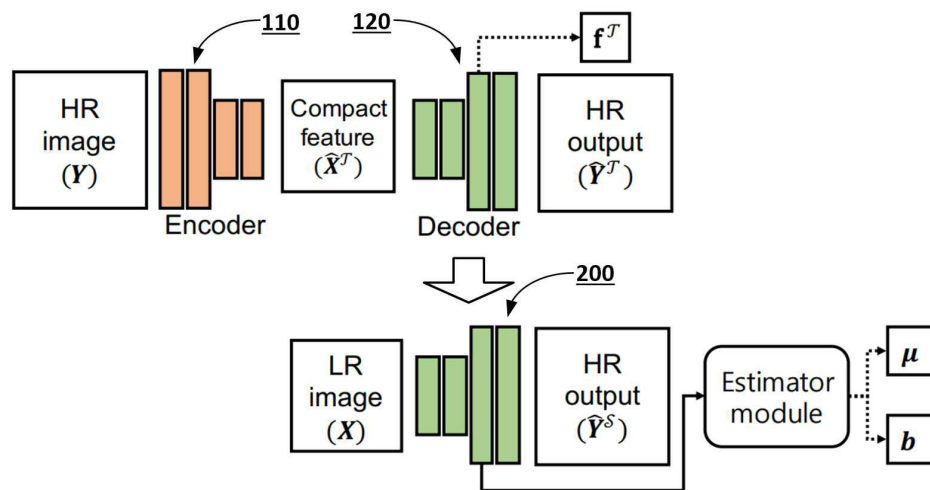 110
120
f^𝒯
HR
image
(Y)
Encoder
Compact
feature
(X̂^𝒯)
Decoder
HR
output
(Ŷ^𝒯)
200
LR
image
(X)
HR
output
(Ŷ^𝒮)
Estimator
module
μ
b